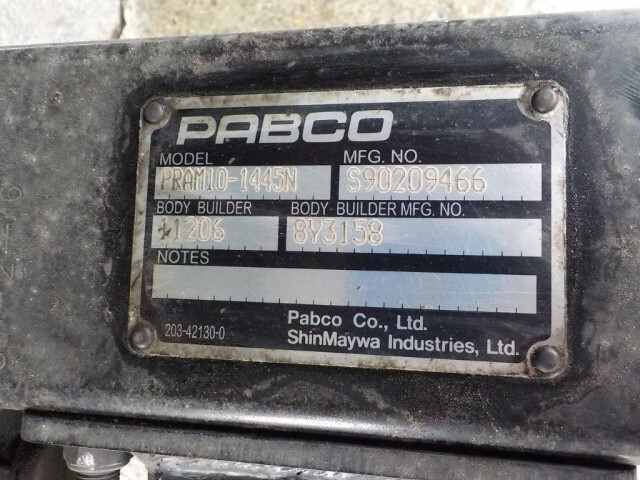 PABCO
MODEL MFG. NO.
PRAM10-1445N S90209466
BODY BUILDER BODY BUILDER MFG. NO.
11206 8Y3158
NOTES
203-42130-0
Pabco Co., Ltd.
ShinMaywa Industries, Ltd.